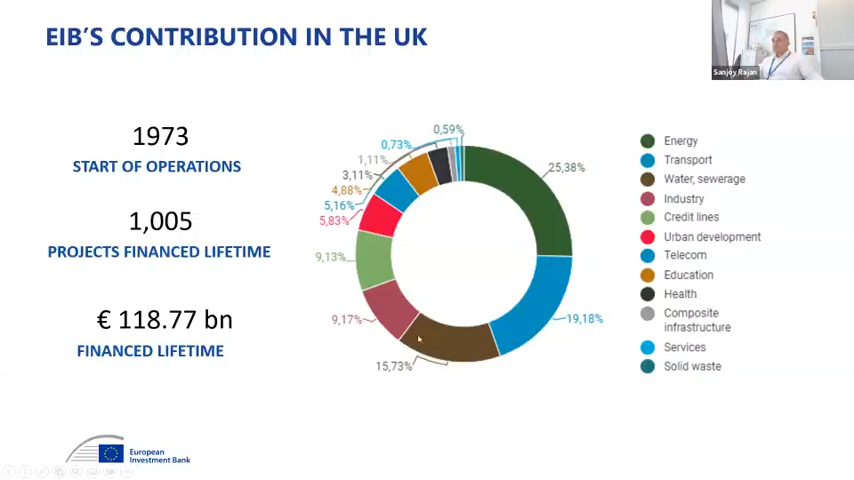 EIB'S CONTRIBUTION IN THE UK
Sanjoy Rajan
1973
START OF OPERATIONS
1,005
PROJECTS FINANCED LIFETIME
€ 118.77 bn
FINANCED LIFETIME
0,59%
0,73%
1,11%
3,11%
4,88%
5,16%
5,83%
9,13%
9,17%
15,73%
19,18%
25,38%
Energy
Transport
Water, sewerage
Industry
Credit lines
Urban development
Telecom
Education
Health
Composite
infrastructure
Services
Solid waste
European
Investment Bank